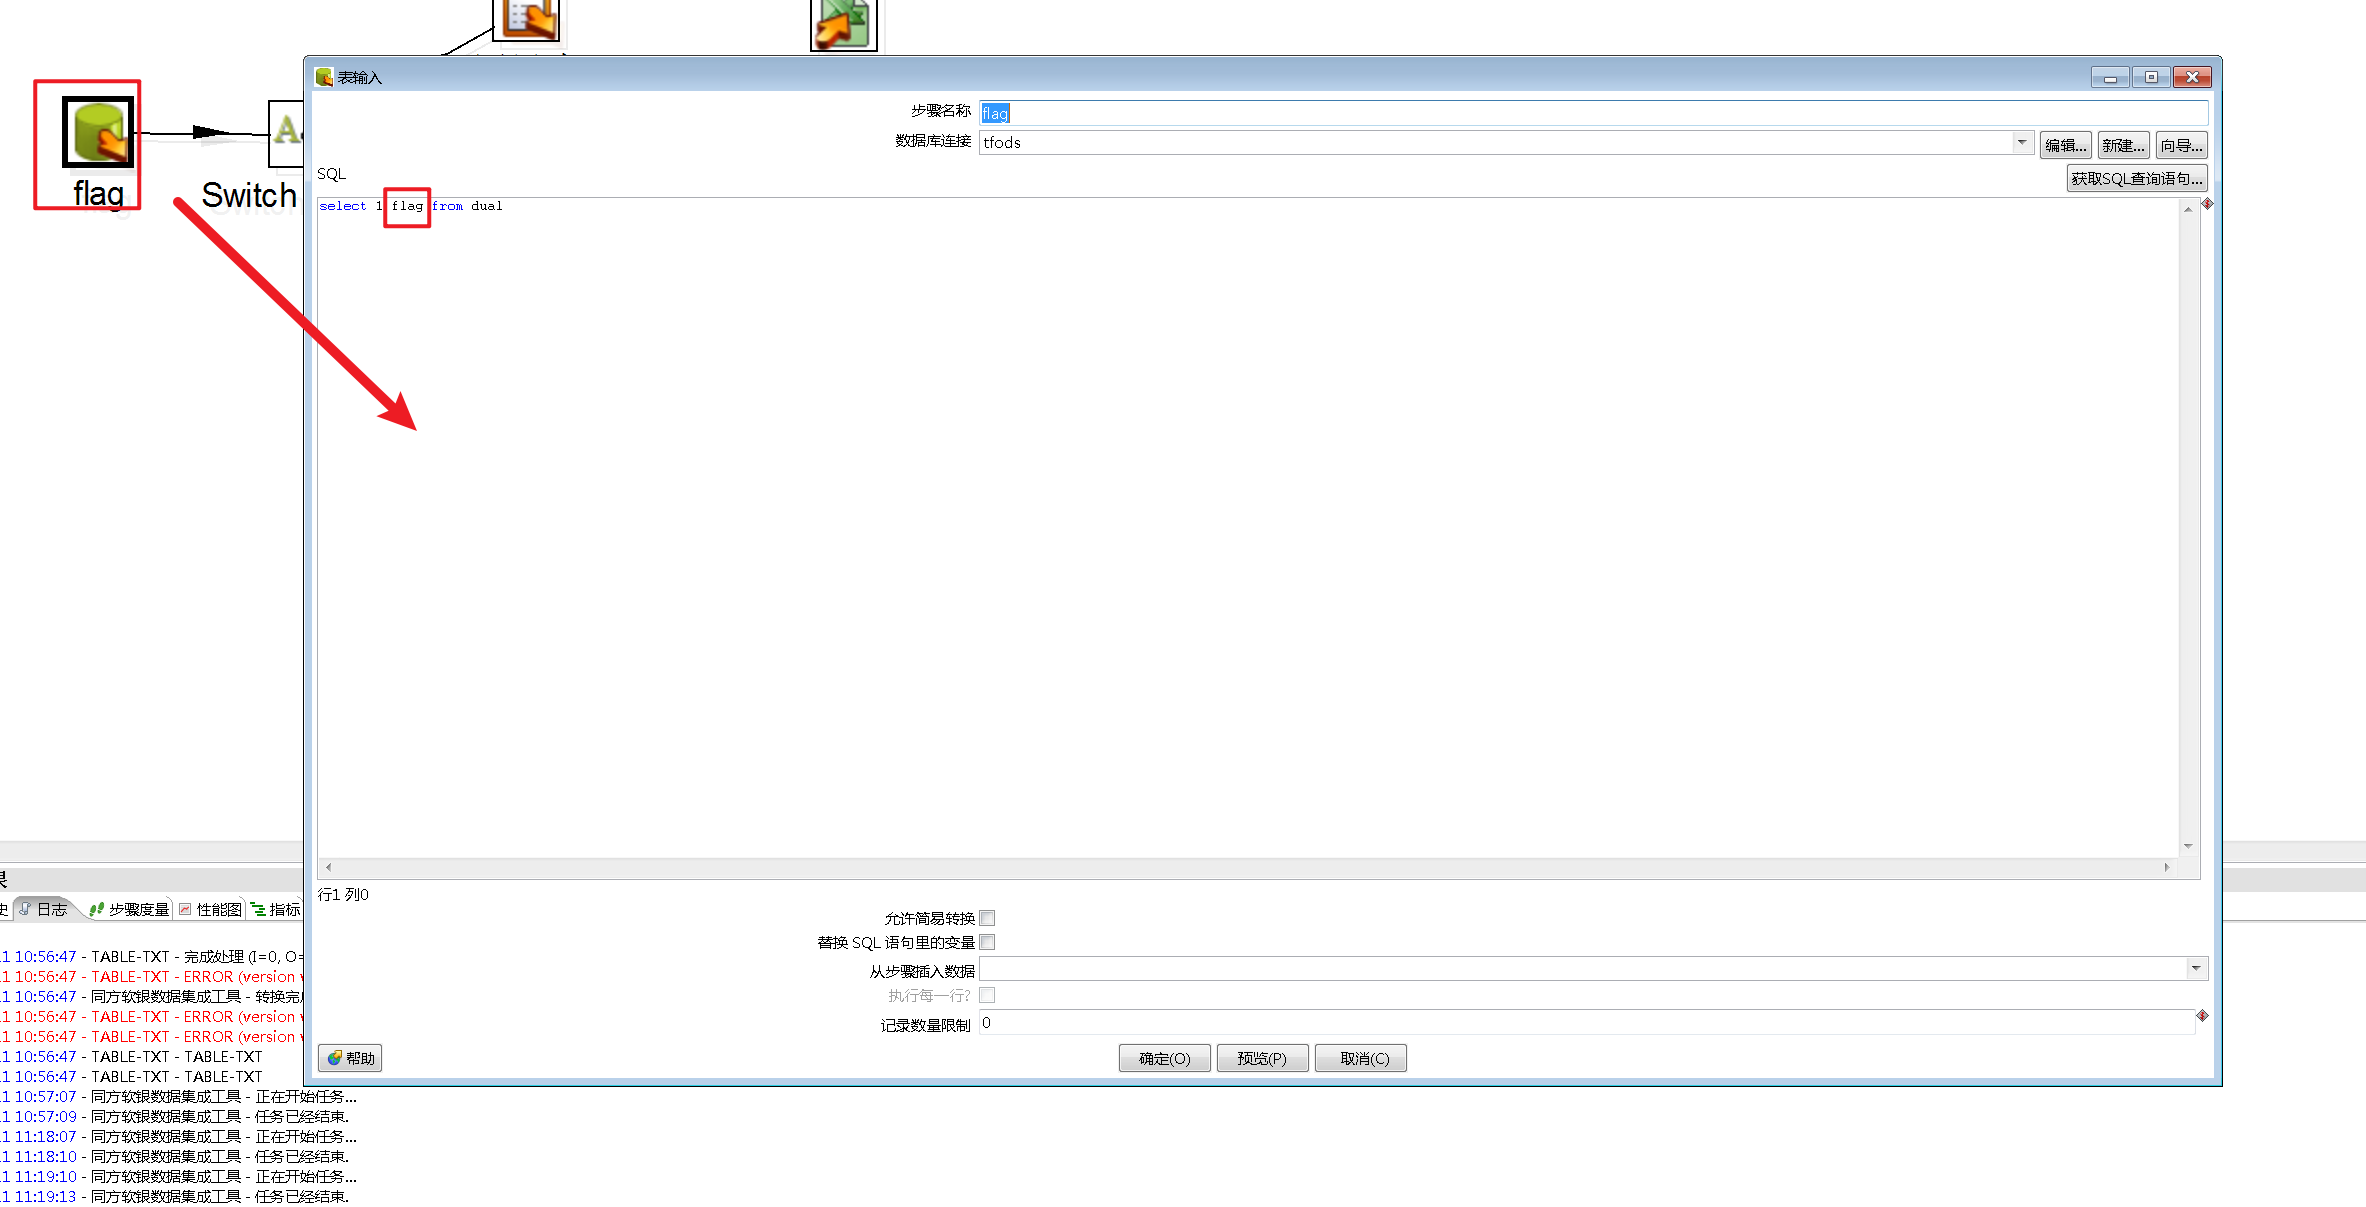 flag
Switch
表输入
步骤名称 flag
数据库连接 tfods 编辑... 新建... 向导...
SQL 获取SQL查询语句...
select 1 flag from dual
行1 列0
允许简易转换
替换 SQL 语句里的变量
从步骤插入数据
执行每一行?
记录数量限制 0
帮助 确定(O) 预览(P) 取消(C)
日志 步骤度量 性能图 指标
1 10:56:47 - TABLE-TXT - 完成处理 (I=0, O=
1 10:56:47 - TABLE-TXT - ERROR (version
1 10:56:47 - 同方软银数据集成工具 - 转换完
1 10:56:47 - TABLE-TXT - ERROR (version
1 10:56:47 - TABLE-TXT - ERROR (version
1 10:56:47 - TABLE-TXT - TABLE-TXT
1 10:56:47 - TABLE-TXT - TABLE-TXT
1 10:57:07 - 同方软银数据集成工具 - 正在开始任务...
1 10:57:09 - 同方软银数据集成工具 - 任务已经结束.
1 11:18:07 - 同方软银数据集成工具 - 正在开始任务...
1 11:18:10 - 同方软银数据集成工具 - 任务已经结束.
1 11:19:10 - 同方软银数据集成工具 - 正在开始任务...
1 11:19:13 - 同方软银数据集成工具 - 任务已经结束.